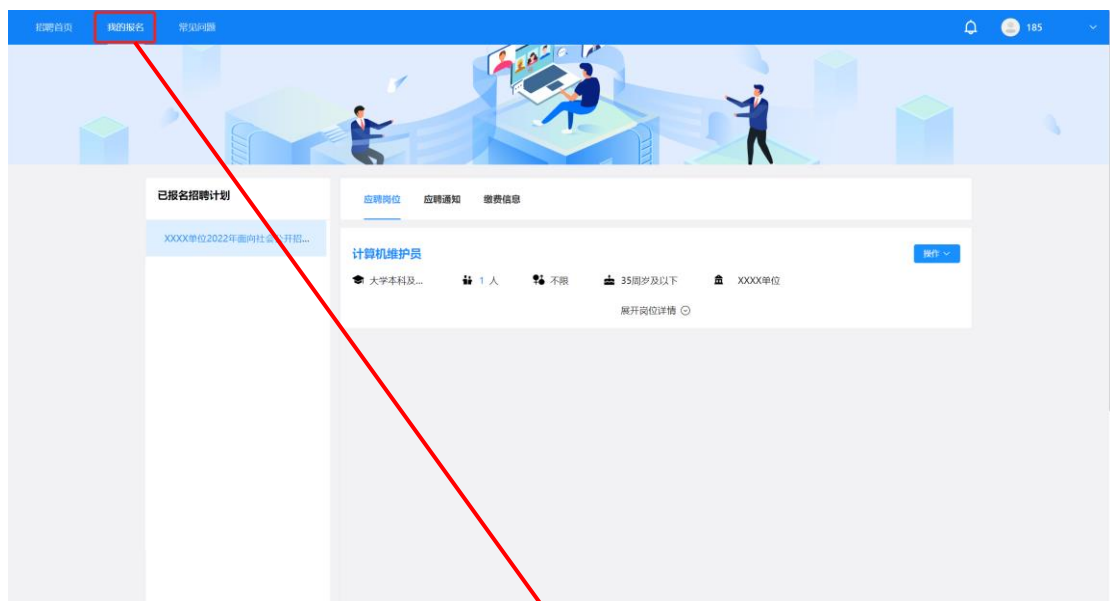 招聘首页 我的报名 常见问题 185
已报名招聘计划
应聘岗位 应聘通知 缴费信息
XXXX单位2022年面向社会公开招...
计算机维护员 操作
大学本科及... 1 人 不限 35周岁及以下 XXXX单位
展开岗位详情